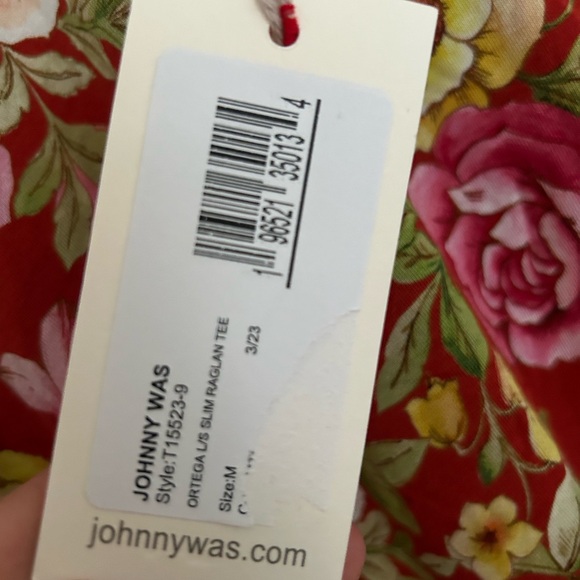 1 96521 35013 4
JOHNNY WAS
Style:T15523-9
ORTEGA L/S SLIM RAGLAN TEE
3/23
Size:M
johnnywas.com